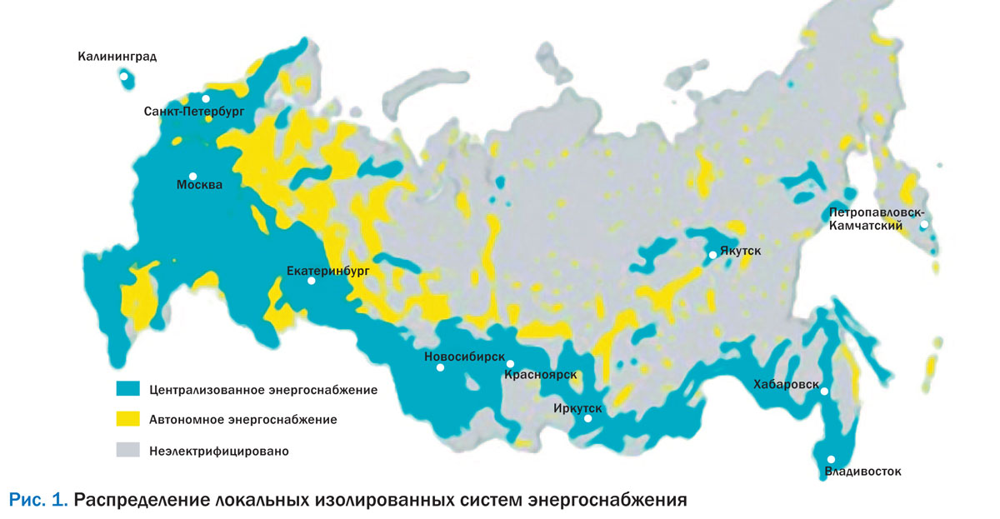 Калининград
Санкт-Петербург
Москва
Петропавловск-
Камчатский
Якутск
Екатеринбург
Новосибирск
Красноярск
Хабаровск
Иркутск
Владивосток
Централизованное энергоснабжение
Автономное энергоснабжение
Неэлектрифицировано
Рис. 1. Распределение локальных изолированных систем энергоснабжения